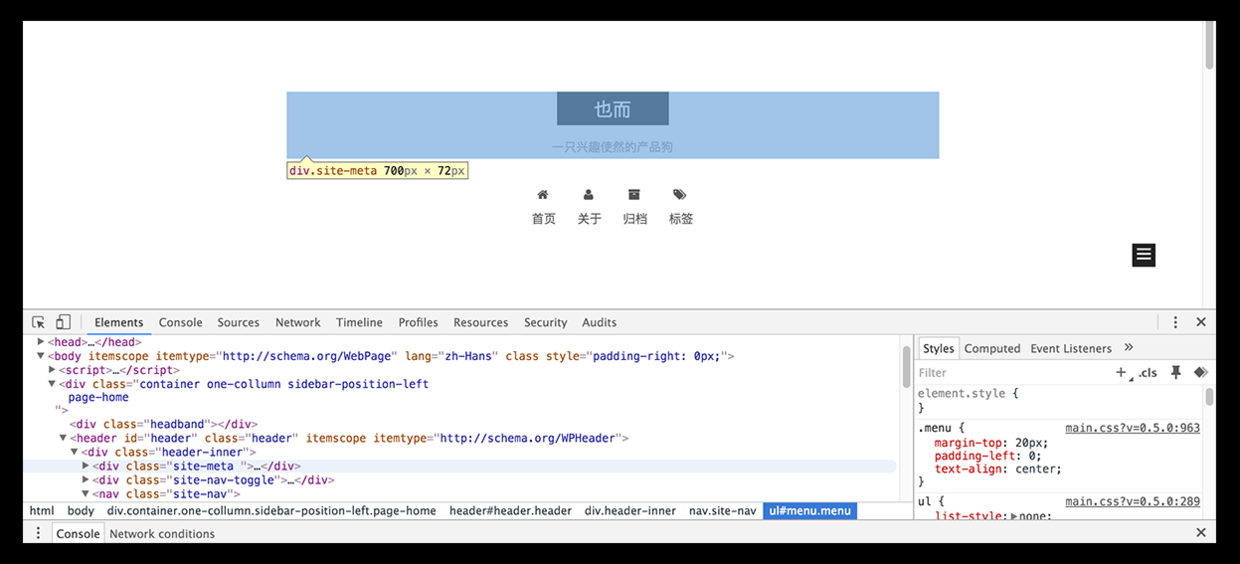 也而
一只兴趣使然的产品狗
div.site-meta 700px × 72px
首页 关于 归档 标签
Elements Console Sources Network Timeline Profiles Resources Security Audits
<head>…</head>
<body itemscope itemtype="http://schema.org/WebPage" lang="zh-Hans" class style="padding-right: 0px;">
<script>…</script>
<div class="container one-collumn sidebar-position-left
page-home
">
<div class="headband"></div>
<header id="header" class="header" itemscope itemtype="http://schema.org/WPHeader">
<div class="header-inner">
<div class="site-meta ">…</div>
<div class="site-nav-toggle">…</div>
<nav class="site-nav">
html body div.container.one-collumn.sidebar-position-left.page-home header#header.header div.header-inner nav.site-nav ul#menu.menu
Styles Computed Event Listeners »
Filter + .cls
element.style {
}
.menu { main.css?v=0.5.0:963
margin-top: 20px;
padding-left: 0;
text-align: center;
}
ul { main.css?v=0.5.0:289
list-style: none;
Console Network conditions